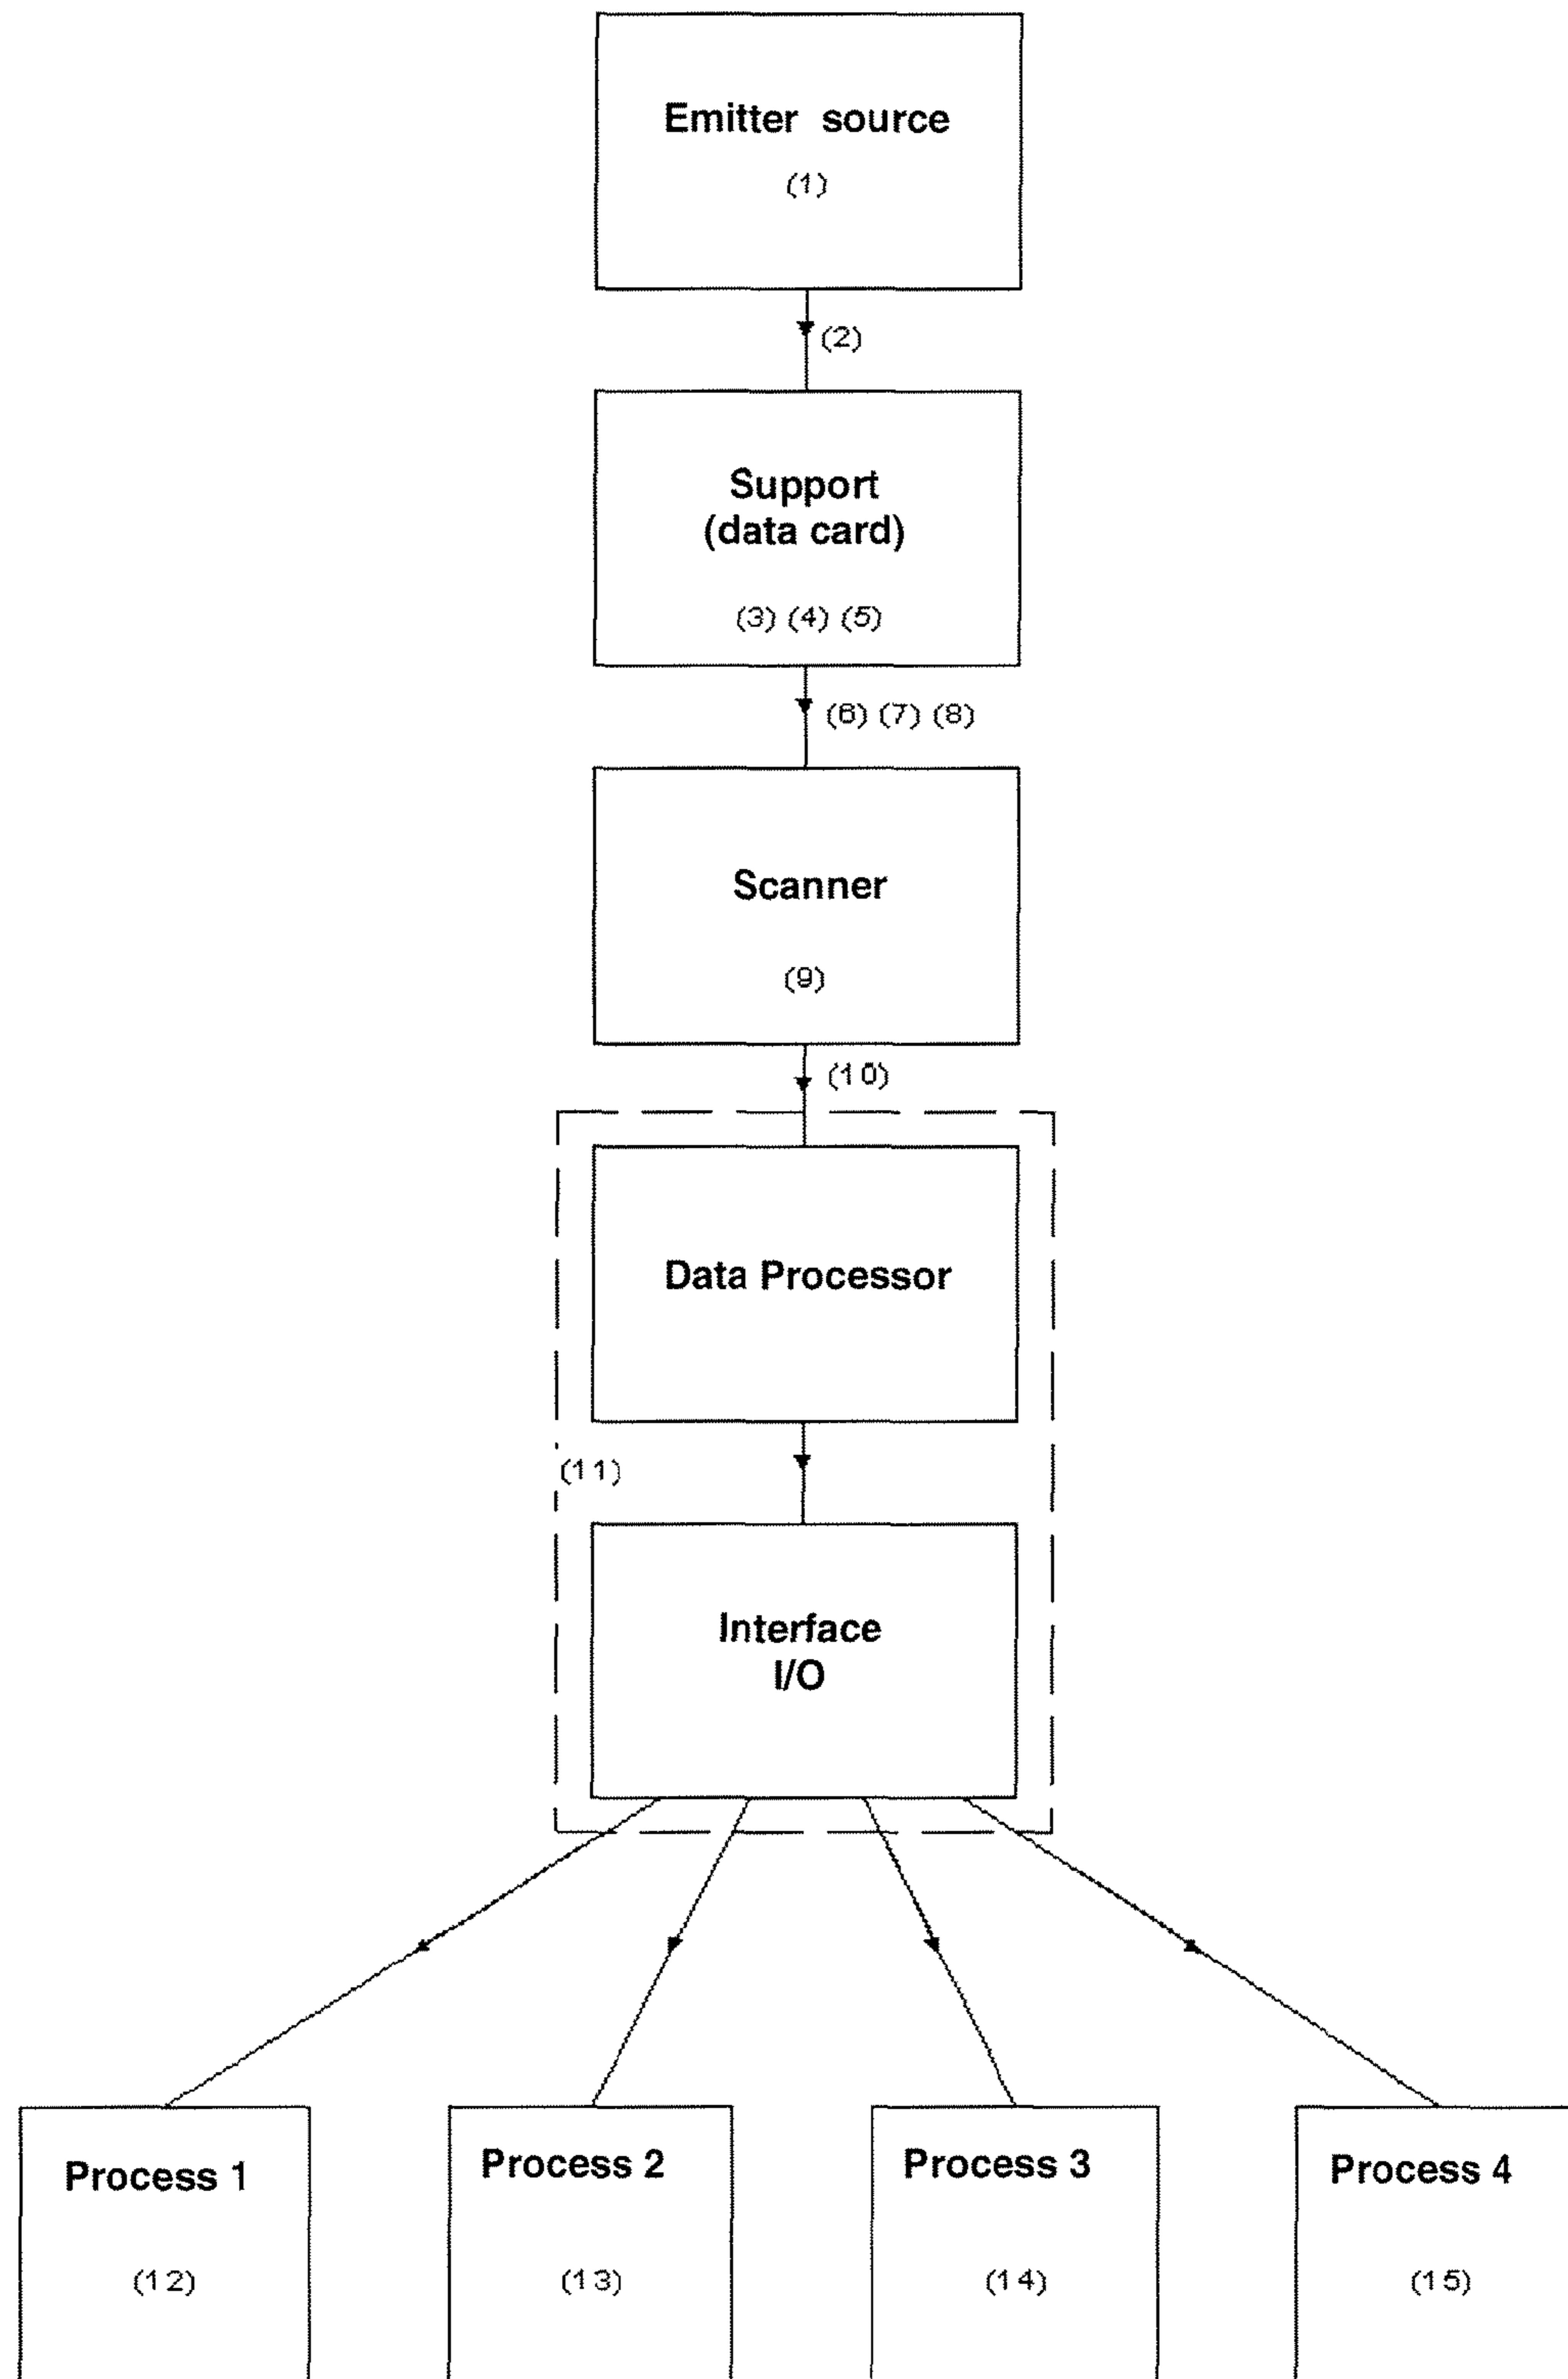 Emitter source
(1)
(2)
Support
(data card)
(3) (4) (5)
(6) (7) (8)
Scanner
(9)
(10)
Data Processor
(11)
Interface
I/O
Process 1
Process 2
Process 3
Process 4
(12)
(13)
(14)
(15)